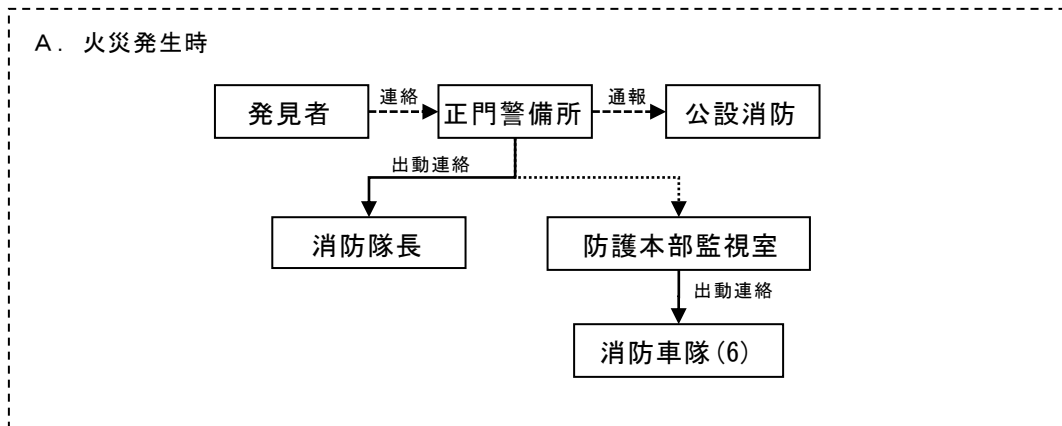 A. 火災発生時
発見者
連絡
正門警備所
通報
公設消防
出動連絡
消防隊長
防護本部監視室
出動連絡
消防車隊(6)